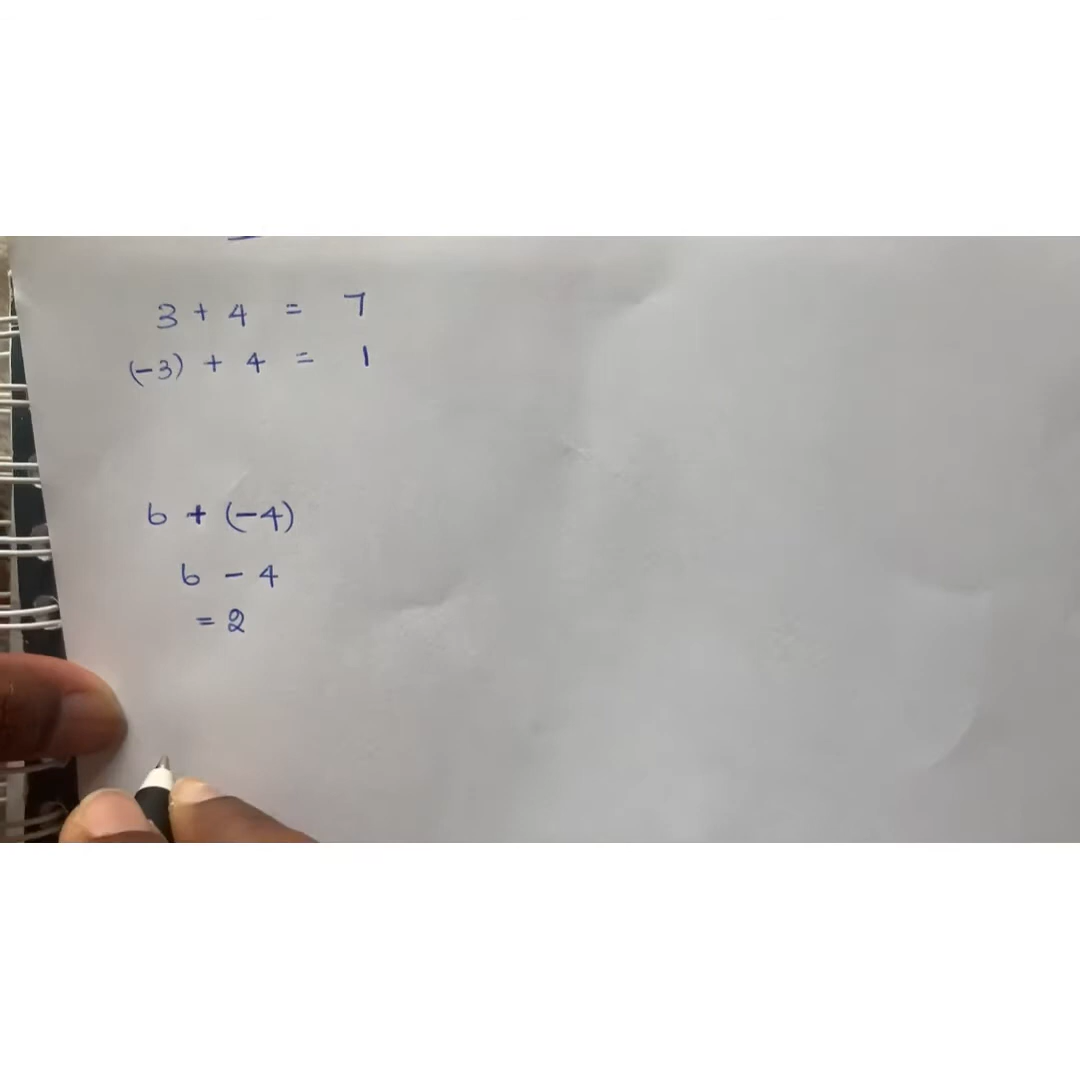 3 + 4 = 7
(-3) + 4 = 1
6 + (-4)
6 - 4
= 2